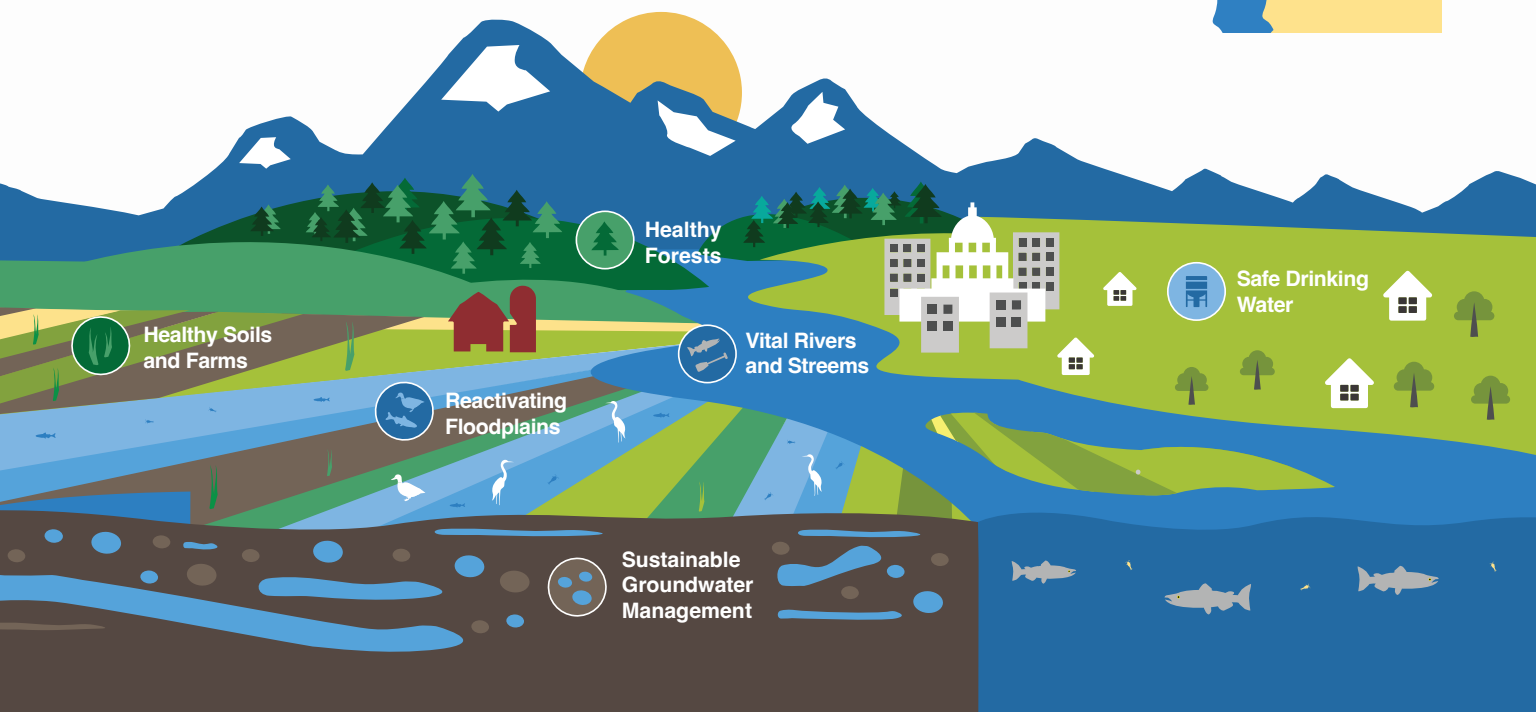 Healthy
Forests
Safe Drinking
Water
Healthy Soils
and Farms
Vital Rivers
and Streems
Reactivating
Floodplains
Sustainable
Groundwater
Management